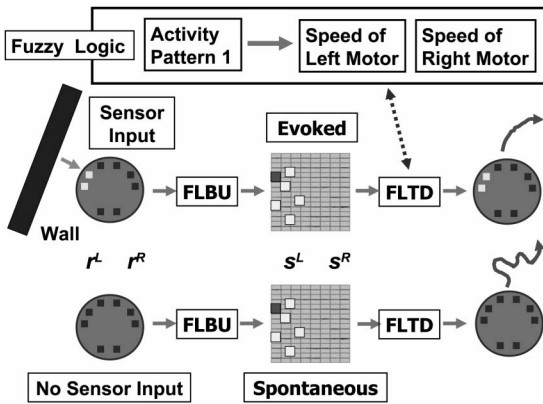 Fuzzy Logic
Activity
Pattern 1
Speed of
Left Motor
Speed of
Right Motor
Sensor
Input
Evoked
FLBU
FLTD
Wall
r^L r^R
s^L s^R
FLBU
FLTD
No Sensor Input
Spontaneous